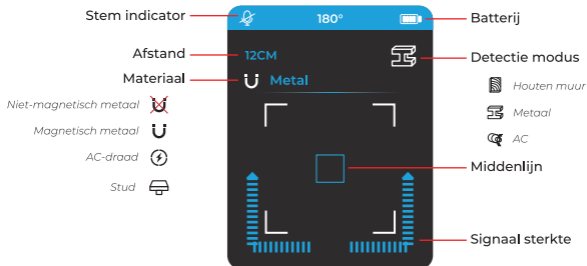 Stem indicator
180°
Batterij
Afstand
12CM
Detectie modus
Materiaal
Metal
Houten muur
Niet-magnetisch metaal
Magnetisch metaal
Metaal
AC-draad
AC
Stud
Middenlijn
Signaal sterkte